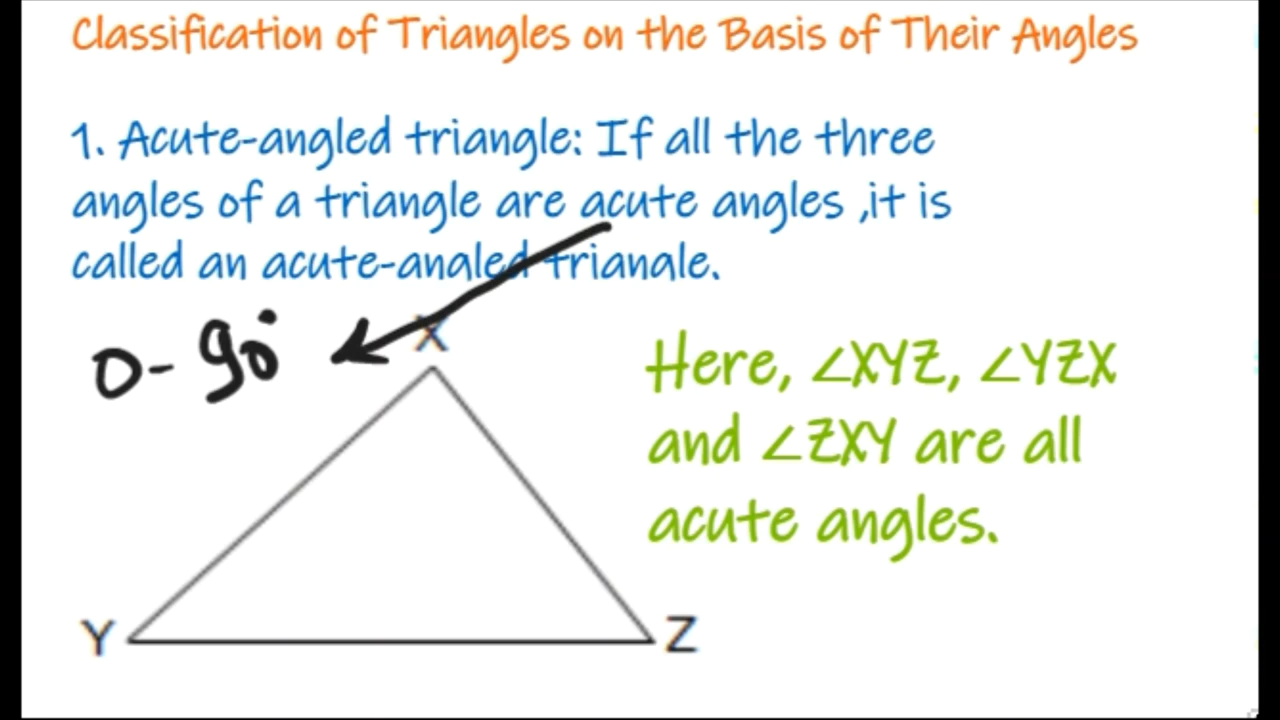 Classification of Triangles on the Basis of Their Angles
1. Acute-angled triangle: If all the three
angles of a triangle are acute angles ,it is
called an acute-angled triangle.
0-90°
X
Here, ∠XYZ, ∠YZX
and ∠ZXY are all
acute angles.
Y
Z